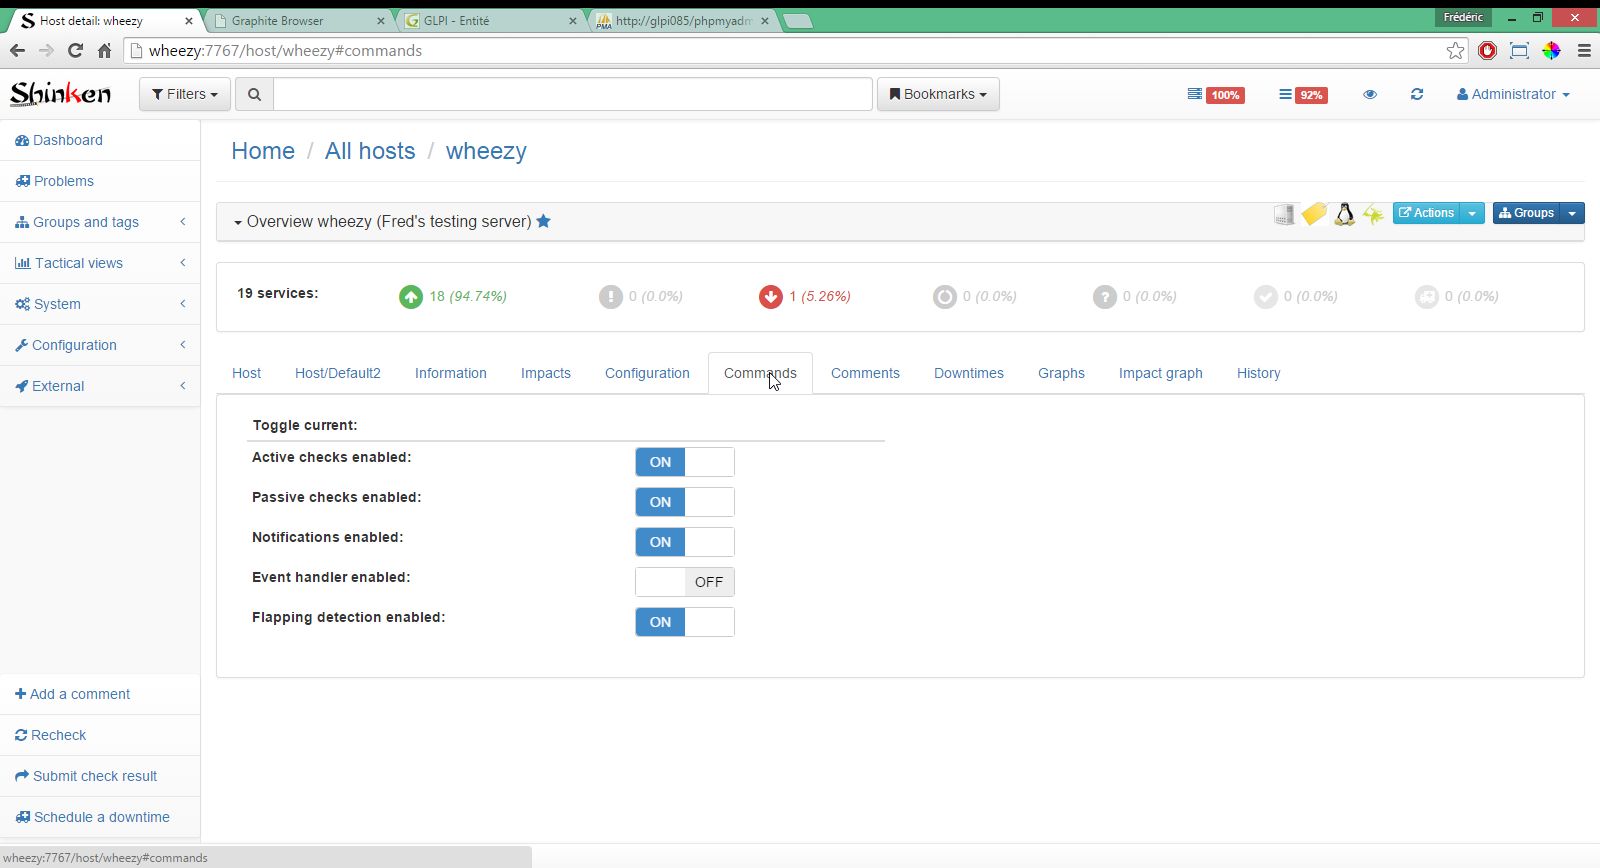 Host detail: wheezy
Graphite Browser
GLPI - Entité
http://glpi085/phpmyadm
Frédéric
wheezy:7767/host/wheezy#commands
Shinken
Filters
Bookmarks
100%
92%
Administrator
Dashboard
Problems
Groups and tags
Tactical views
System
Configuration
External
Home / All hosts / wheezy
Overview wheezy (Fred's testing server)
Actions
Groups
19 services:
18 (94.74%)
0 (0.0%)
1 (5.26%)
0 (0.0%)
0 (0.0%)
0 (0.0%)
0 (0.0%)
Host
Host/Default2
Information
Impacts
Configuration
Commands
Comments
Downtimes
Graphs
Impact graph
History
Toggle current:
Active checks enabled:
ON
Passive checks enabled:
ON
Notifications enabled:
ON
Event handler enabled:
OFF
Flapping detection enabled:
ON
Add a comment
Recheck
Submit check result
Schedule a downtime
wheezy:7767/host/wheezy#commands